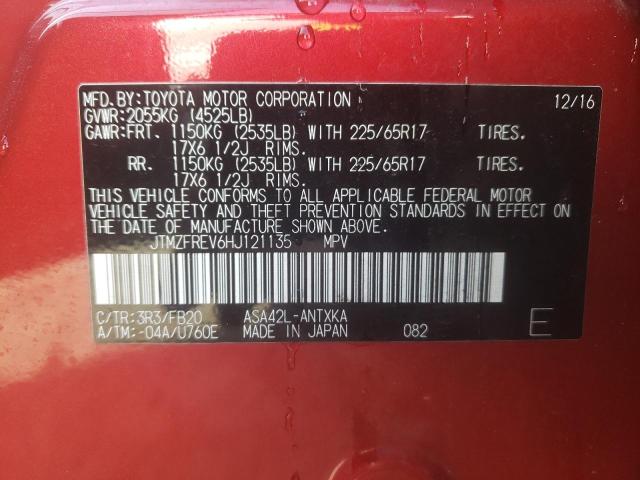 MFD.BY:TOYOTA MOTOR CORPORATION 12/16
GVWR:2055KG (4525LB)
GAWR:FRT. 1150KG (2535LB) WITH 225/65R17 TIRES.
17X6 1/2J RIMS.
RR. 1150KG (2535LB) WITH 225/65R17 TIRES.
17X6 1/2J RIMS.
THIS VEHICLE CONFORMS TO ALL APPLICABLE FEDERAL MOTOR
VEHICLE SAFETY AND THEFT PREVENTION STANDARDS IN EFFECT ON
THE DATE OF MANUFACTURE SHOWN ABOVE.
JTMZFREV6HJ121135 MPV
C/TR:3R3/FB20 ASA42L-ANTXKA
A/TM:-04A/U760E MADE IN JAPAN 082 E